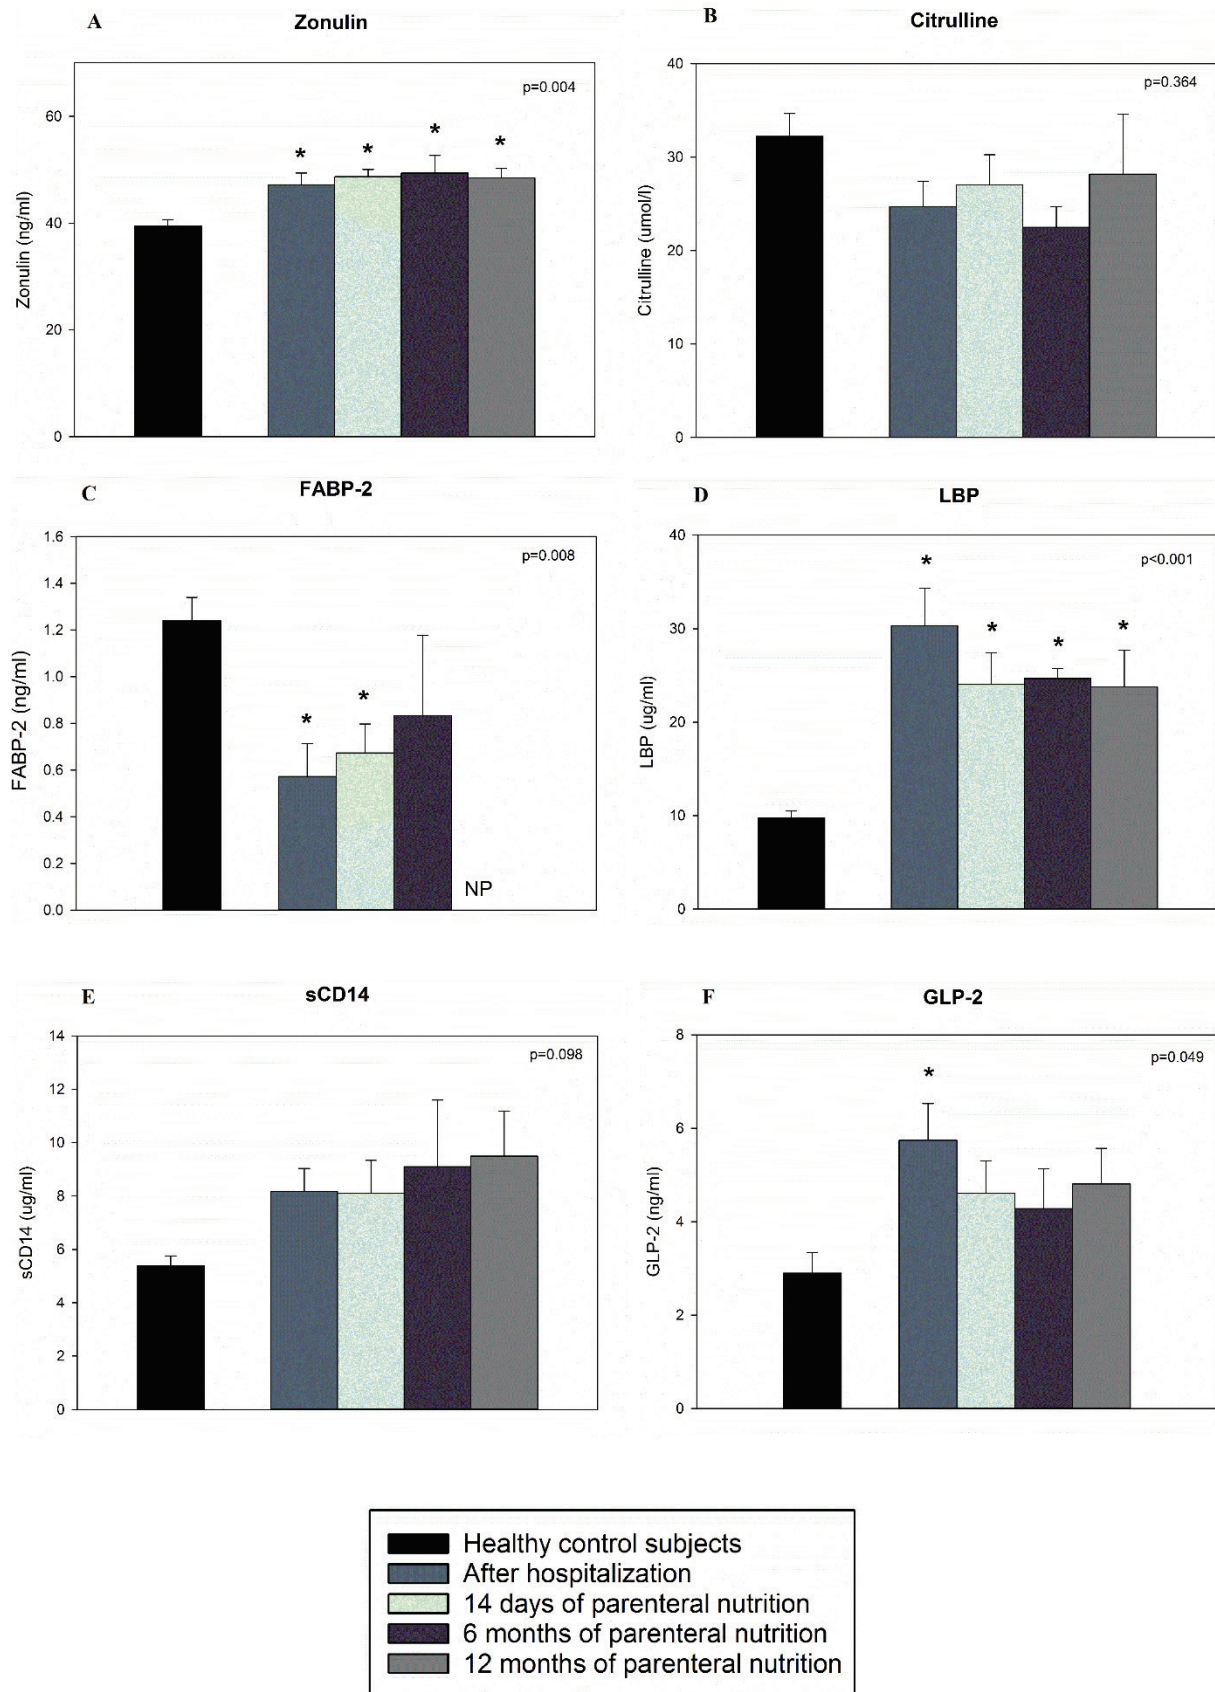 A Zonulin
p=0.004
Zonulin (ng/ml)
60
40
20
0
* * * *
B Citrulline
p=0.364
Citrulline (umol/l)
40
30
20
10
0
C FABP-2
p=0.008
FABP-2 (ng/ml)
1.6
1.4
1.2
1.0
0.8
0.6
0.4
0.2
0.0
* *
NP
D LBP
p<0.001
LBP (ug/ml)
40
30
20
10
0
* * * *
E sCD14
p=0.098
sCD14 (ug/ml)
14
12
10
8
6
4
2
0
F GLP-2
p=0.049
GLP-2 (ng/ml)
8
6
4
2
0
*
Healthy control subjects
After hospitalization
14 days of parenteral nutrition
6 months of parenteral nutrition
12 months of parenteral nutrition